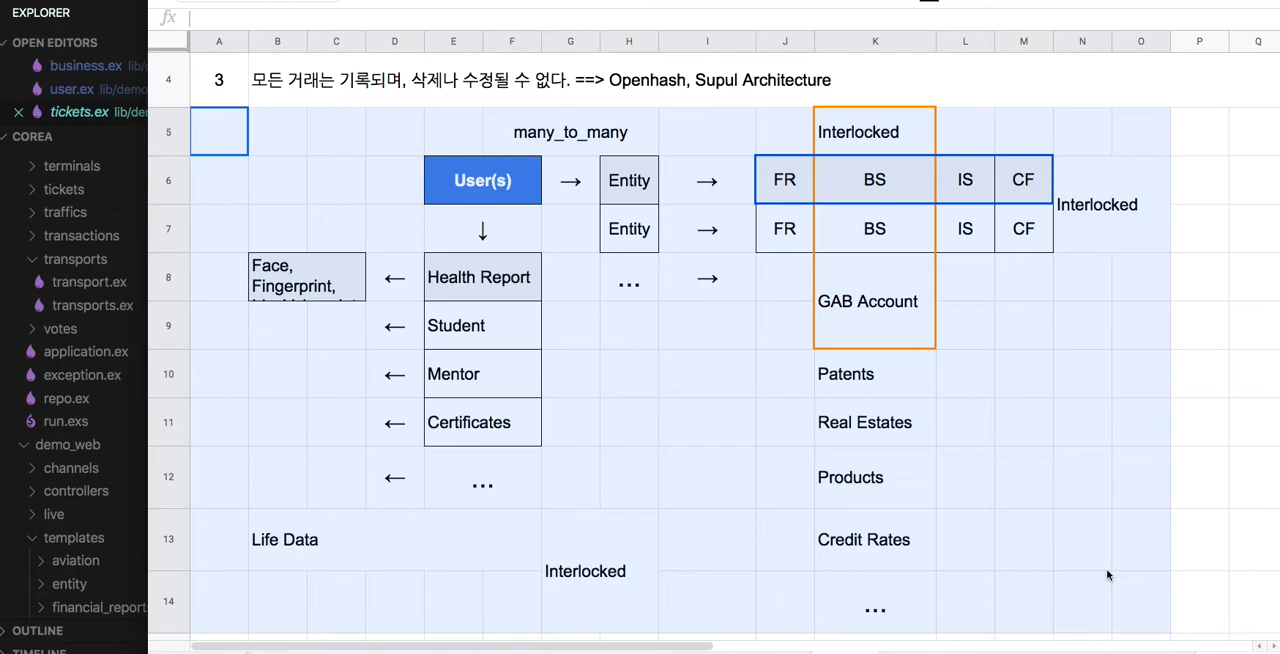 EXPLORER
OPEN EDITORS
business.ex lib/
user.ex lib/demo
tickets.ex lib/der
COREA
terminals
tickets
traffics
transactions
transports
transport.ex
transports.ex
votes
application.ex
exception.ex
repo.ex
run.exs
demo_web
channels
controllers
live
templates
aviation
entity
financial_report
OUTLINE
fx
A B C D E F G H I J K L M N O P Q
4 3 모든 거래는 기록되며, 삭제나 수정될 수 없다. ==> Openhash, Supul Architecture
5 many_to_many Interlocked
6 User(s) → Entity → FR BS IS CF
Interlocked
7 ↓ Entity → FR BS IS CF
8 Face, Fingerprint, ← Health Report ... →
GAB Account
9 ← Student
10 ← Mentor Patents
11 ← Certificates Real Estates
12 ← ... Products
13 Life Data Credit Rates
Interlocked
14 ...